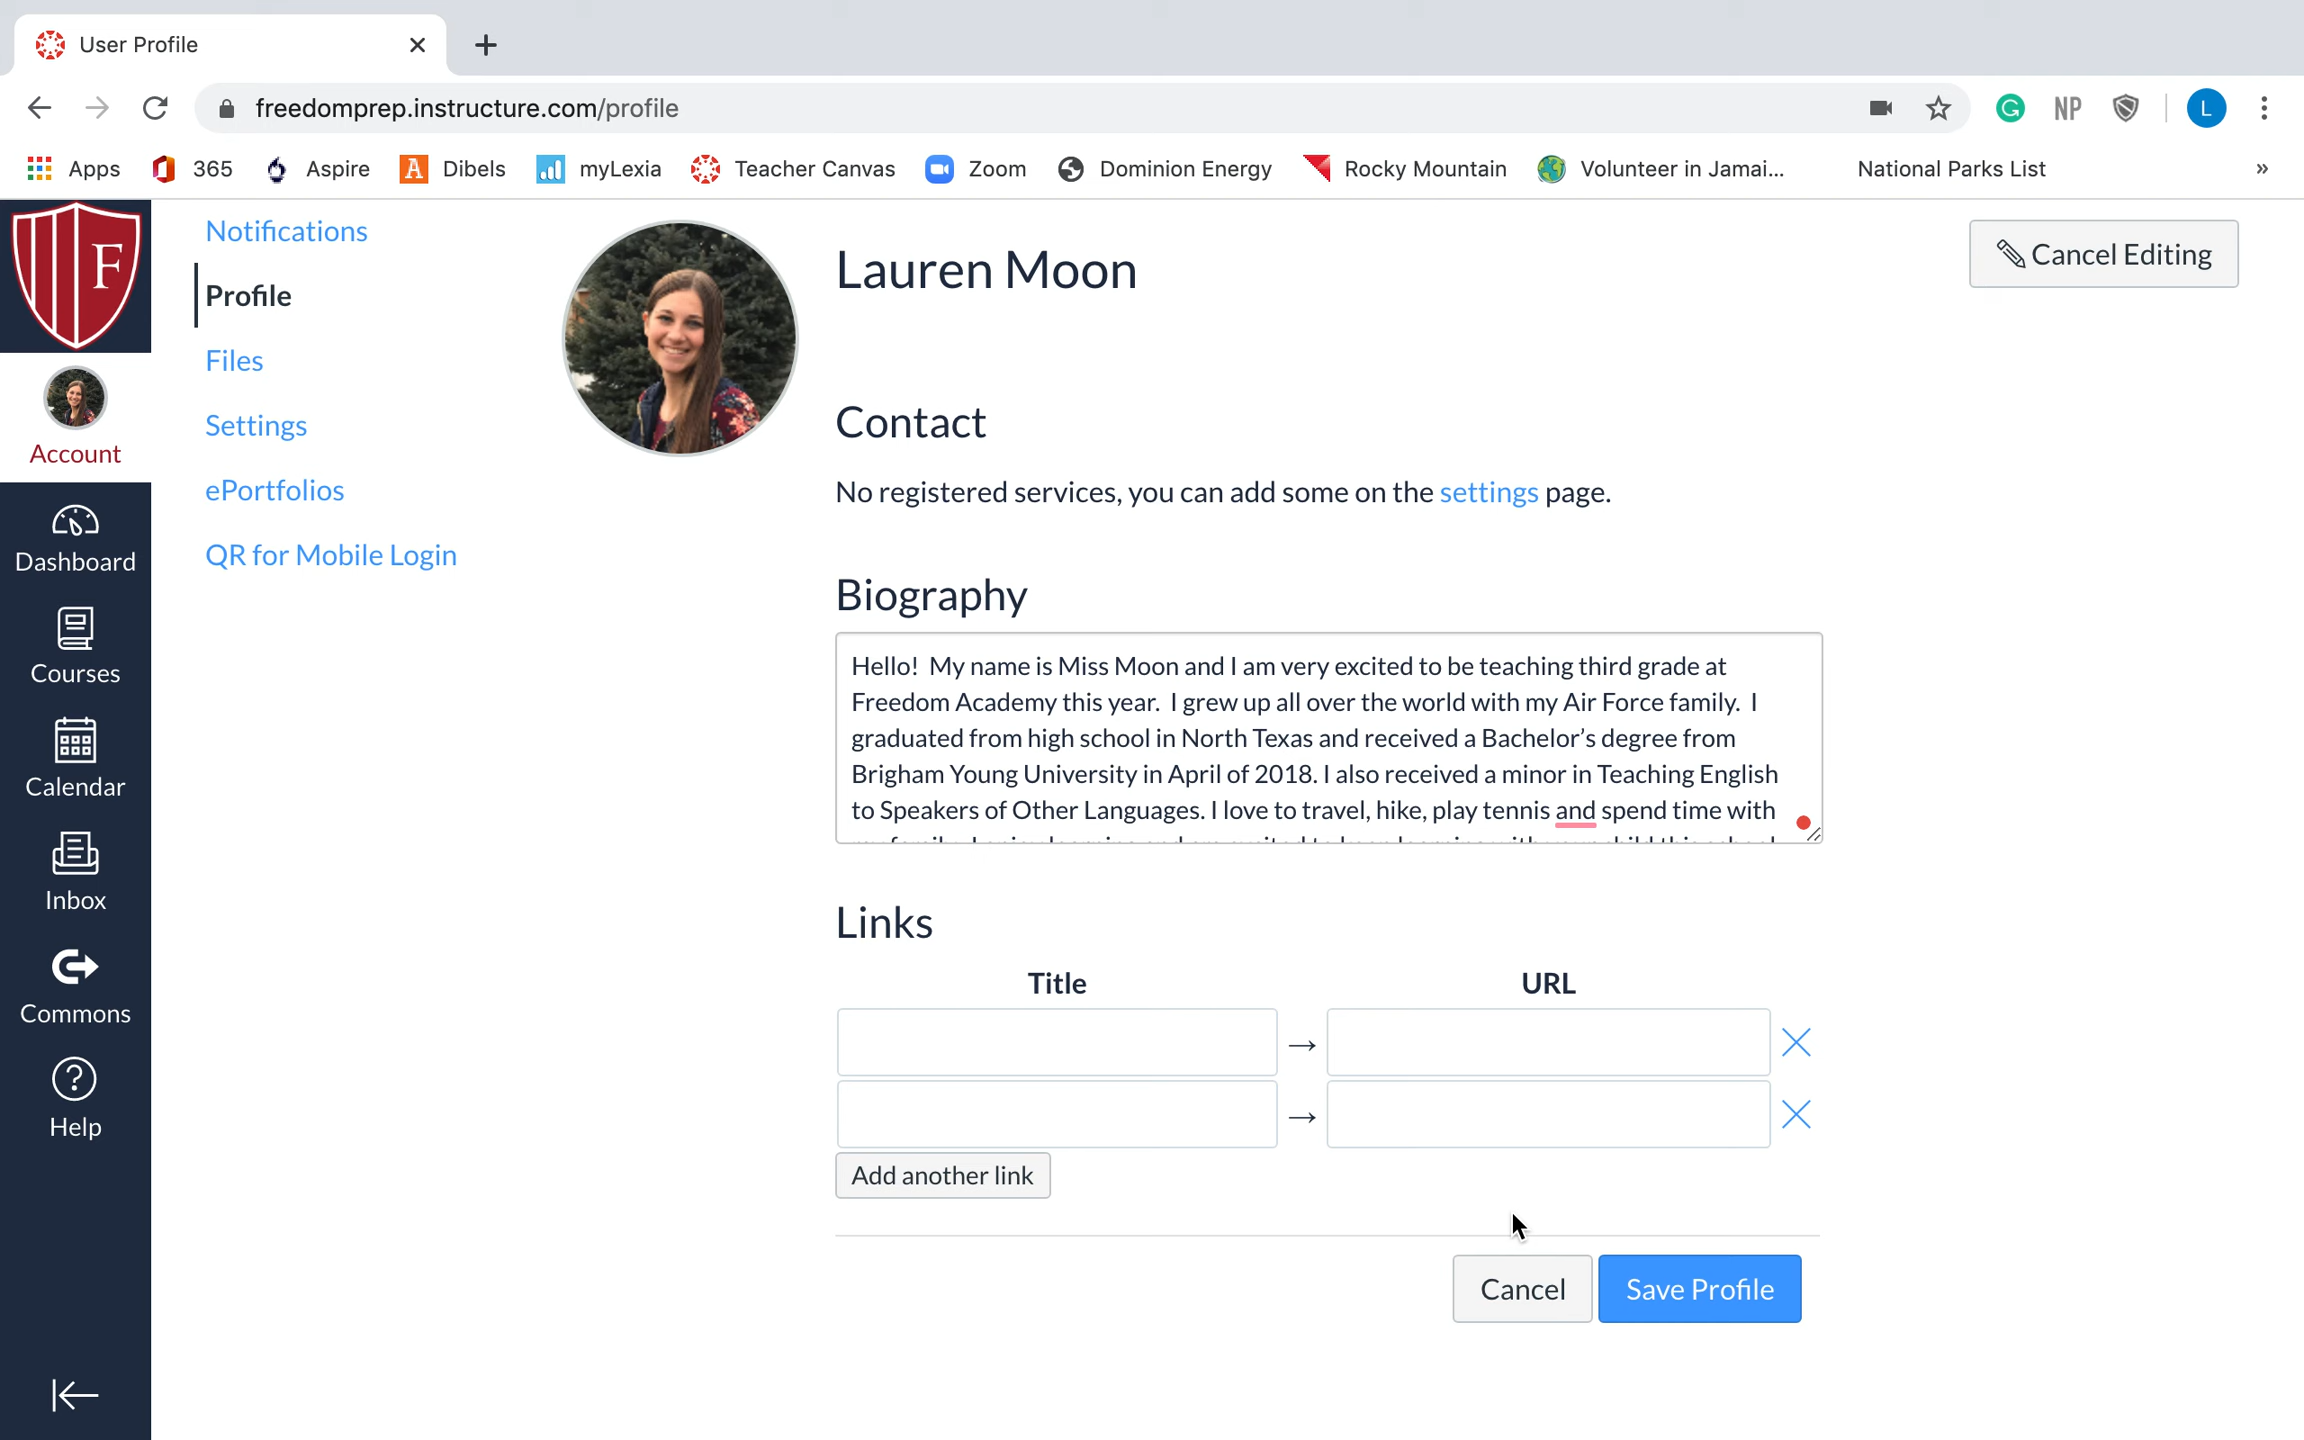 User Profile
freedomprep.instructure.com/profile
NP
L
Apps
365
Aspire
A
Dibels
myLexia
Teacher Canvas
Zoom
Dominion Energy
Rocky Mountain
Volunteer in Jamai...
National Parks List
»
F
Account
Dashboard
Courses
Calendar
Inbox
Commons
Help
Notifications
Profile
Files
Settings
ePortfolios
QR for Mobile Login
Lauren Moon
Cancel Editing
Contact
No registered services, you can add some on the settings page.
Biography
Hello!  My name is Miss Moon and I am very excited to be teaching third grade at
Freedom Academy this year.  I grew up all over the world with my Air Force family.  I
graduated from high school in North Texas and received a Bachelor’s degree from
Brigham Young University in April of 2018. I also received a minor in Teaching English
to Speakers of Other Languages. I love to travel, hike, play tennis and spend time with
Links
Title
URL
→
→
Add another link
Cancel
Save Profile